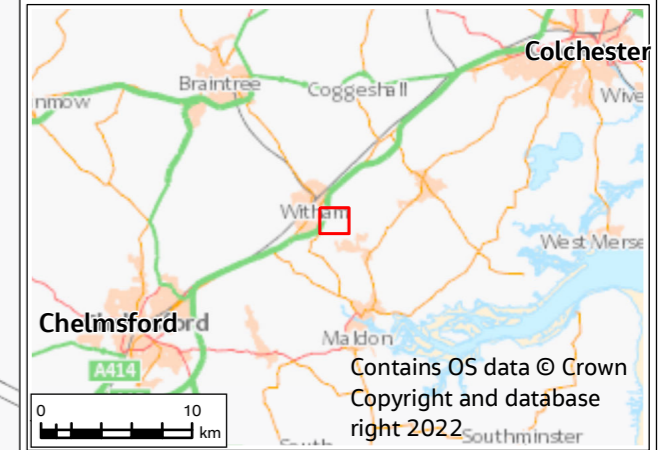 Colchester
Braintree
Coggeshall
nmow
Wive
Witham
West Merse
Chelmsford
Maldon
A414
Contains OS data © Crown
Copyright and database
right 2022
Southminster
0 10
km